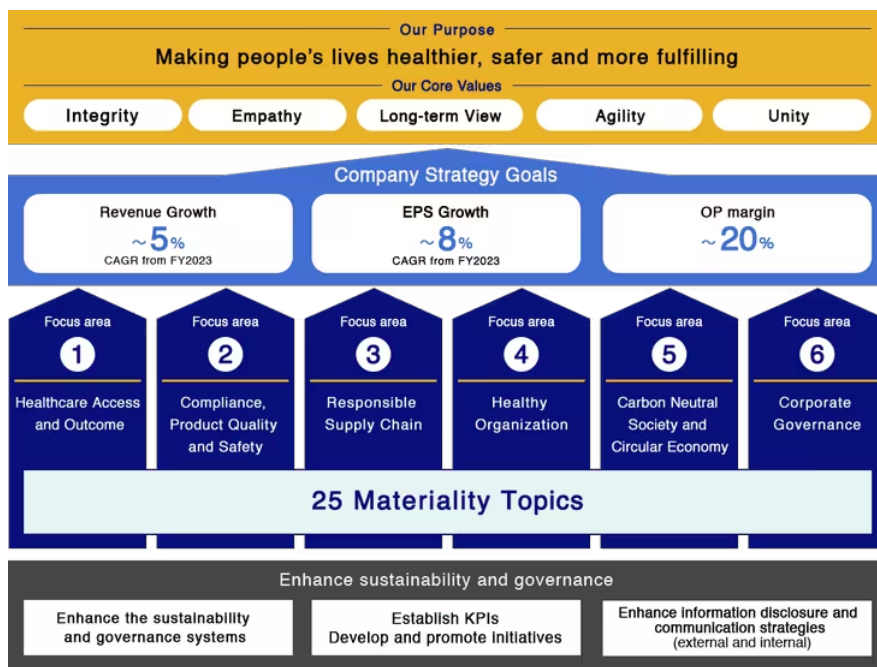 Our Purpose
Making people's lives healthier, safer and more fulfilling
Our Core Values
Integrity
Empathy
Long-term View
Agility
Unity
Company Strategy Goals
Revenue Growth
~5%
CAGR from FY2023
EPS Growth
~8%
CAGR from FY2023
OP margin
~20%
Focus area
1
Healthcare Access
and Outcome
Focus area
2
Compliance,
Product Quality
and Safety
Focus area
3
Responsible
Supply Chain
Focus area
4
Healthy
Organization
Focus area
5
Carbon Neutral
Society and
Circular Economy
Focus area
6
Corporate
Governance
25 Materiality Topics
Enhance sustainability and governance
Enhance the sustainability
and governance systems
Establish KPIs
Develop and promote initiatives
Enhance information disclosure and
communication strategies
(external and internal)